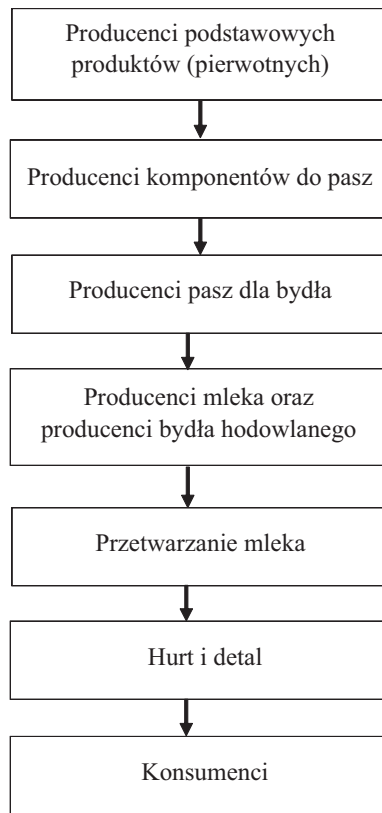 Producenci podstawowych
produktów (pierwotnych)
Producenci komponentów do pasz
Producenci pasz dla bydła
Producenci mleka oraz
producenci bydła hodowlanego
Przetwarzanie mleka
Hurt i detal
Konsumenci